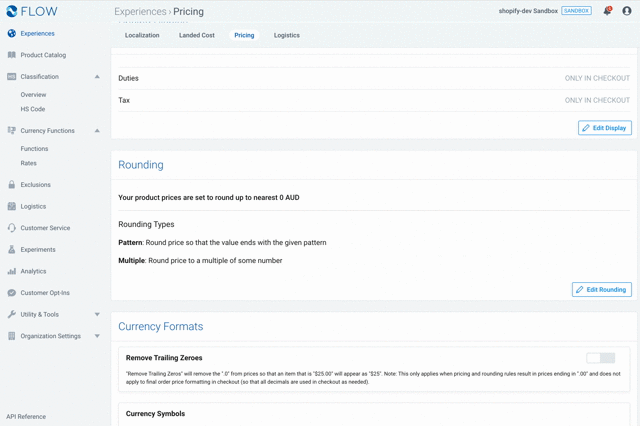 FLOW
Experiences › Pricing
shopify-dev Sandbox SANDBOX
Experiences
Product Catalog
Classification
Overview
HS Code
Currency Functions
Functions
Rates
Exclusions
Logistics
Customer Service
Experiments
Analytics
Customer Opt-Ins
Utility & Tools
Organization Settings
API Reference
Localization Landed Cost Pricing Logistics
Duties ONLY IN CHECKOUT
Tax ONLY IN CHECKOUT
Edit Display
Rounding
Your product prices are set to round up to nearest 0 AUD
Rounding Types
Pattern: Round price so that the value ends with the given pattern
Multiple: Round price to a multiple of some number
Edit Rounding
Currency Formats
Remove Trailing Zeroes
"Remove Trailing Zeros" will remove the ".0" from prices so that an item that is "$25.00" will appear as "$25". Note: This only applies when pricing and rounding rules result in prices ending in ".00" and does not
apply to final order price formatting in checkout (so that all decimals are used in checkout as needed).
Currency Symbols